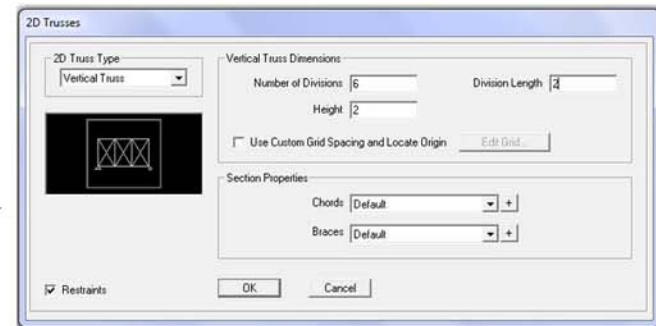 2D Trusses
2D Truss Type
Vertical Truss
Vertical Truss Dimensions
Number of Divisions 6
Division Length 2
Height 2
Use Custom Grid Spacing and Locate Origin
Edit Grid...
Section Properties
Chords Default +
Braces Default +
Restraints
OK
Cancel